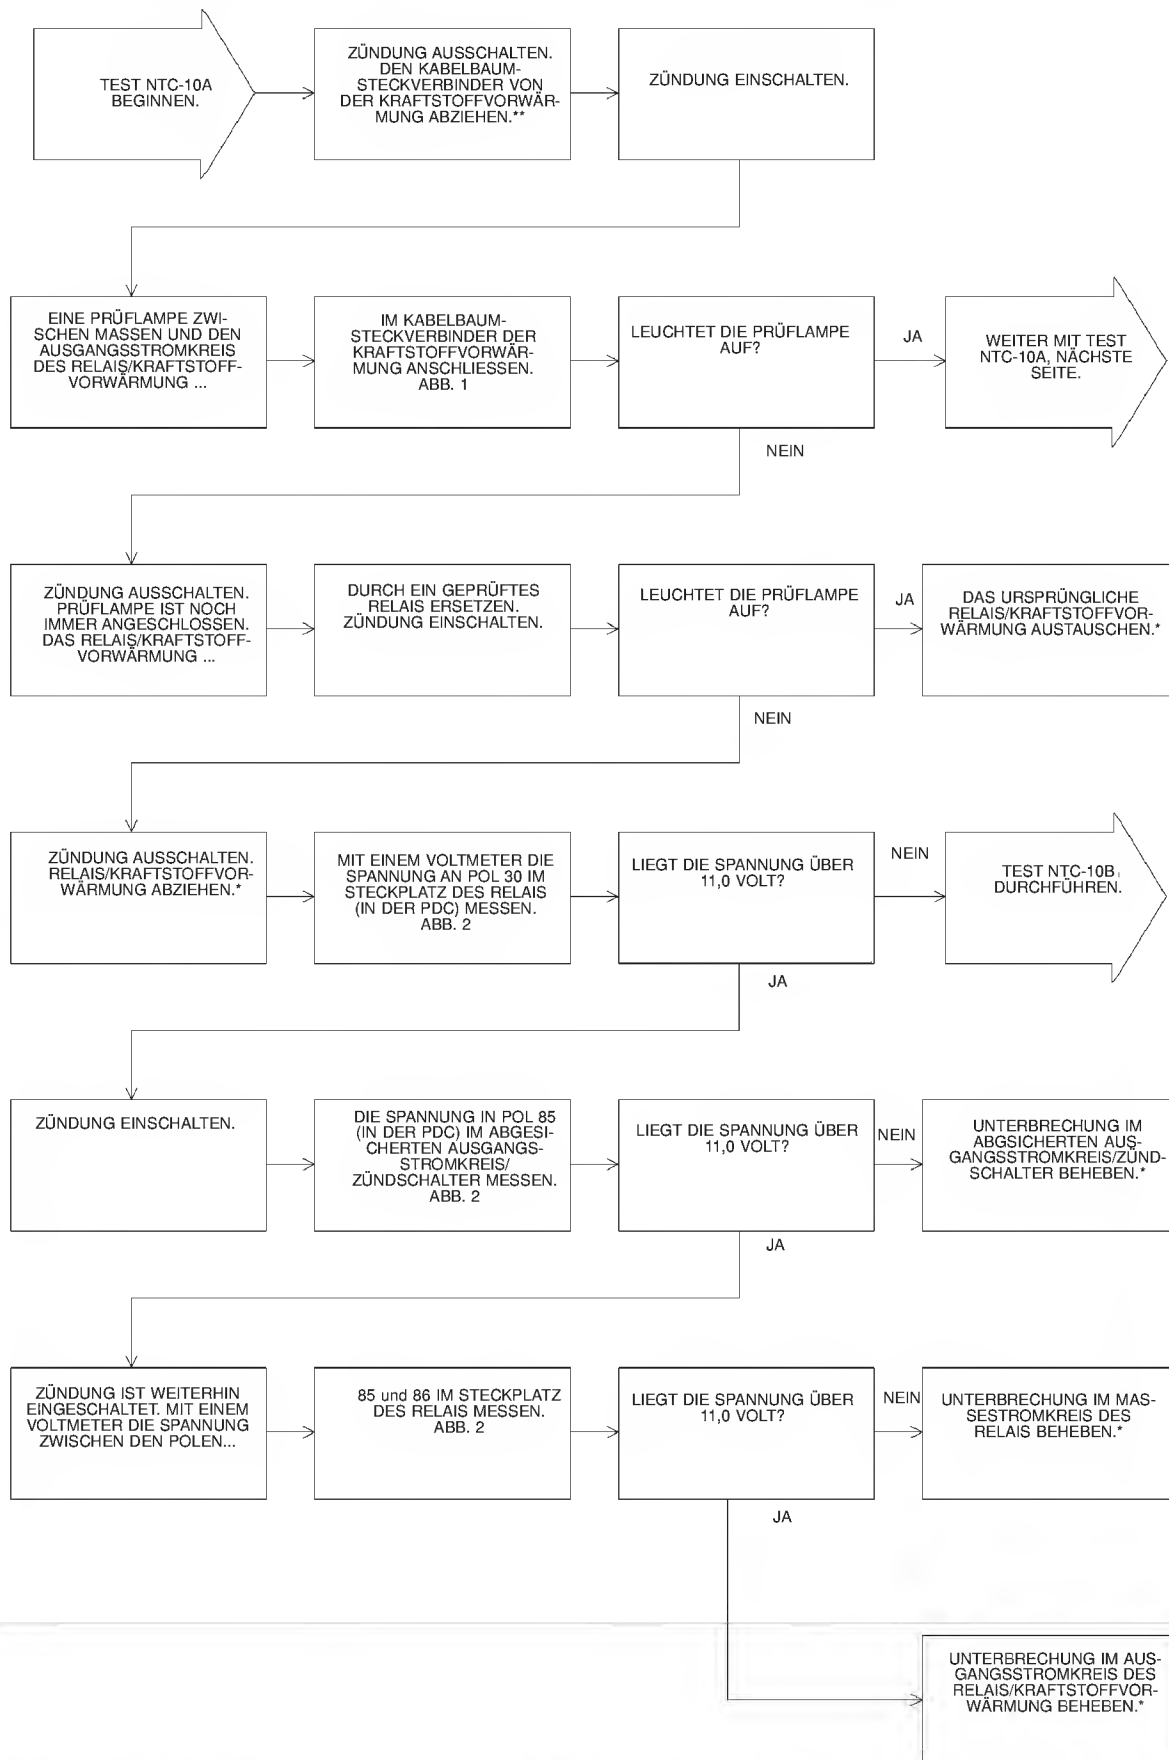 TEST NTC-10A
BEGINNEN.
ZÜNDUNG AUSSCHALTEN.
DEN KABELBAUM-
STECKVERBINDER VON
DER KRAFTSTOFFVORWÄR-
MUNG ABZIEHEN.**
ZÜNDUNG EINSCHALTEN.
EINE PRÜFLAMPE ZWI-
SCHEN MASSEN UND DEN
AUSGANGSSTROMKREIS
DES RELAIS/KRAFTSTOFF-
VORWÄRMUNG ...
IM KABELBAUM-
STECKVERBINDER DER
KRAFTSTOFFVORWÄR-
MUNG ANSCHLIESSEN.
ABB. 1
LEUCHTET DIE PRÜFLAMPE
AUF?
JA
WEITER MIT TEST
NTC-10A, NÄCHSTE
SEITE.
NEIN
ZÜNDUNG AUSSCHALTEN.
PRÜFLAMPE IST NOCH
IMMER ANGESCHLOSSEN.
DAS RELAIS/KRAFTSTOFF-
VORWÄRMUNG ...
DURCH EIN GEPRÜFTES
RELAIS ERSETZEN.
ZÜNDUNG EINSCHALTEN.
LEUCHTET DIE PRÜFLAMPE
AUF?
JA
DAS URSPRÜNGLICHE
RELAIS/KRAFTSTOFFVOR-
WÄRMUNG AUSTAUSCHEN.*
NEIN
ZÜNDUNG AUSSCHALTEN.
RELAIS/KRAFTSTOFFVOR-
WÄRMUNG ABZIEHEN.*
MIT EINEM VOLTMETER DIE
SPANNUNG AN POL 30 IM
STECKPLATZ DES RELAIS
(IN DER PDC) MESSEN.
ABB. 2
LIEGT DIE SPANNUNG ÜBER
11,0 VOLT?
NEIN
TEST NTC-10B
DURCHFÜHREN.
JA
ZÜNDUNG EINSCHALTEN.
DIE SPANNUNG IN POL 85
(IN DER PDC) IM ABGESI-
CHERTEN AUSGANGS-
STROMKREIS/
ZÜNDSCHALTER MESSEN.
ABB. 2
LIEGT DIE SPANNUNG ÜBER
11,0 VOLT?
NEIN
UNTERBRECHUNG IM
ABGSICHERTEN AUS-
GANGSSTROMKREIS/ZÜND-
SCHALTER BEHEBEN.*
JA
ZÜNDUNG IST WEITERHIN
EINGESCHALTET. MIT EINEM
VOLTMETER DIE SPANNUNG
ZWISCHEN DEN POLEN...
85 und 86 IM STECKPLATZ
DES RELAIS MESSEN.
ABB. 2
LIEGT DIE SPANNUNG ÜBER
11,0 VOLT?
NEIN
UNTERBRECHUNG IM MAS-
SESTROMKREIS DES
RELAIS BEHEBEN.*
JA
UNTERBRECHUNG IM AUS-
GANGSSTROMKREIS DES
RELAIS/KRAFTSTOFFVOR-
WÄRMUNG BEHEBEN.*